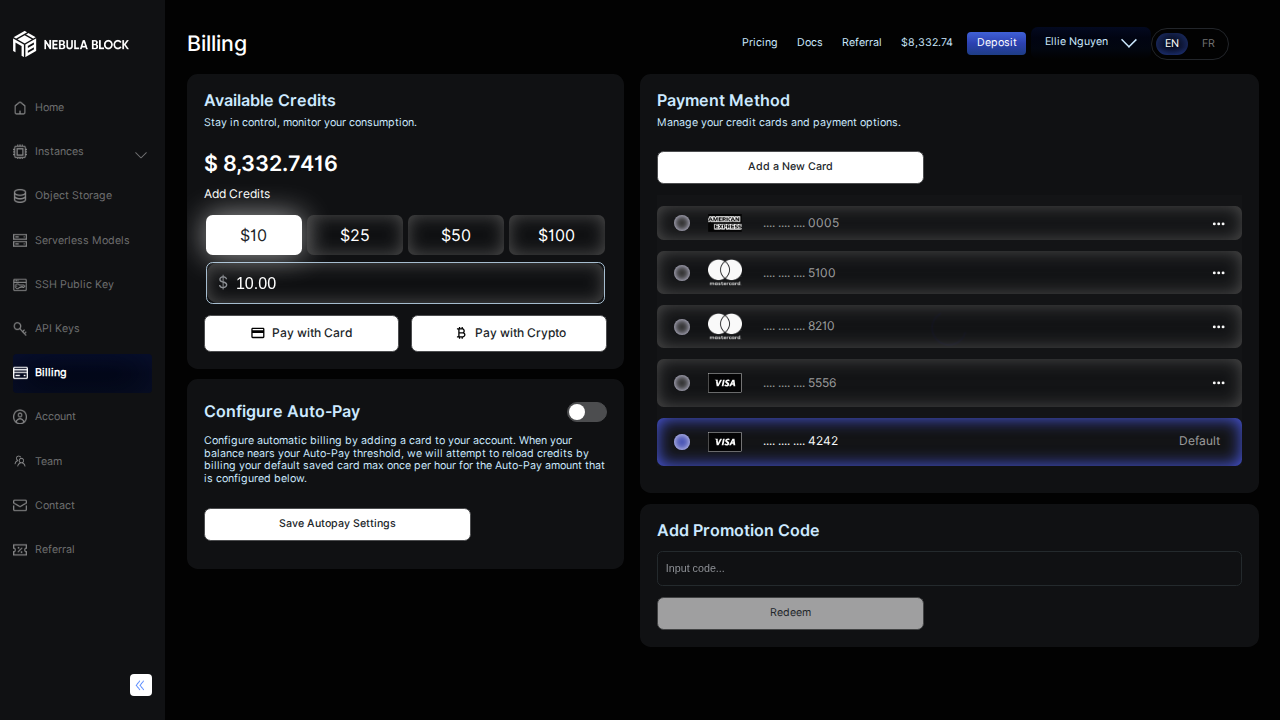 NEBULA BLOCK
Home
Instances
Object Storage
Serverless Models
SSH Public Key
API Keys
Billing
Account
Team
Contact
Referral
Billing
Pricing
Docs
Referral
$8,332.74
Deposit
Ellie Nguyen
EN
FR
Available Credits
Stay in control, monitor your consumption.
$ 8,332.7416
Add Credits
$10
$25
$50
$100
$ 10.00
Pay with Card
Pay with Crypto
Configure Auto-Pay
Configure automatic billing by adding a card to your account. When your
balance nears your Auto-Pay threshold, we will attempt to reload credits by
billing your default saved card max once per hour for the Auto-Pay amount that
is configured below.
Save Autopay Settings
Payment Method
Manage your credit cards and payment options.
Add a New Card
AMERICAN
EXPRESS
.... .... .... 0005
mastercard
.... .... .... 5100
mastercard
.... .... .... 8210
VISA
.... .... .... 5556
VISA
.... .... .... 4242
Default
Add Promotion Code
Input code...
Redeem